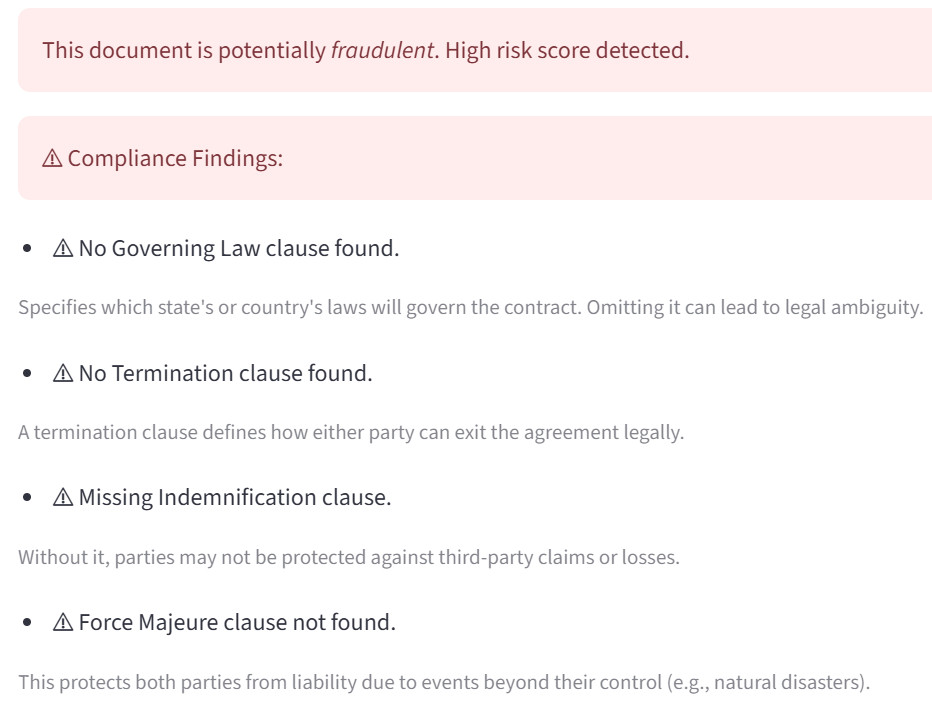 This document is potentially fraudulent. High risk score detected.
⚠ Compliance Findings:
• ⚠ No Governing Law clause found.
Specifies which state's or country's laws will govern the contract. Omitting it can lead to legal ambiguity.
• ⚠ No Termination clause found.
A termination clause defines how either party can exit the agreement legally.
• ⚠ Missing Indemnification clause.
Without it, parties may not be protected against third-party claims or losses.
• ⚠ Force Majeure clause not found.
This protects both parties from liability due to events beyond their control (e.g., natural disasters).